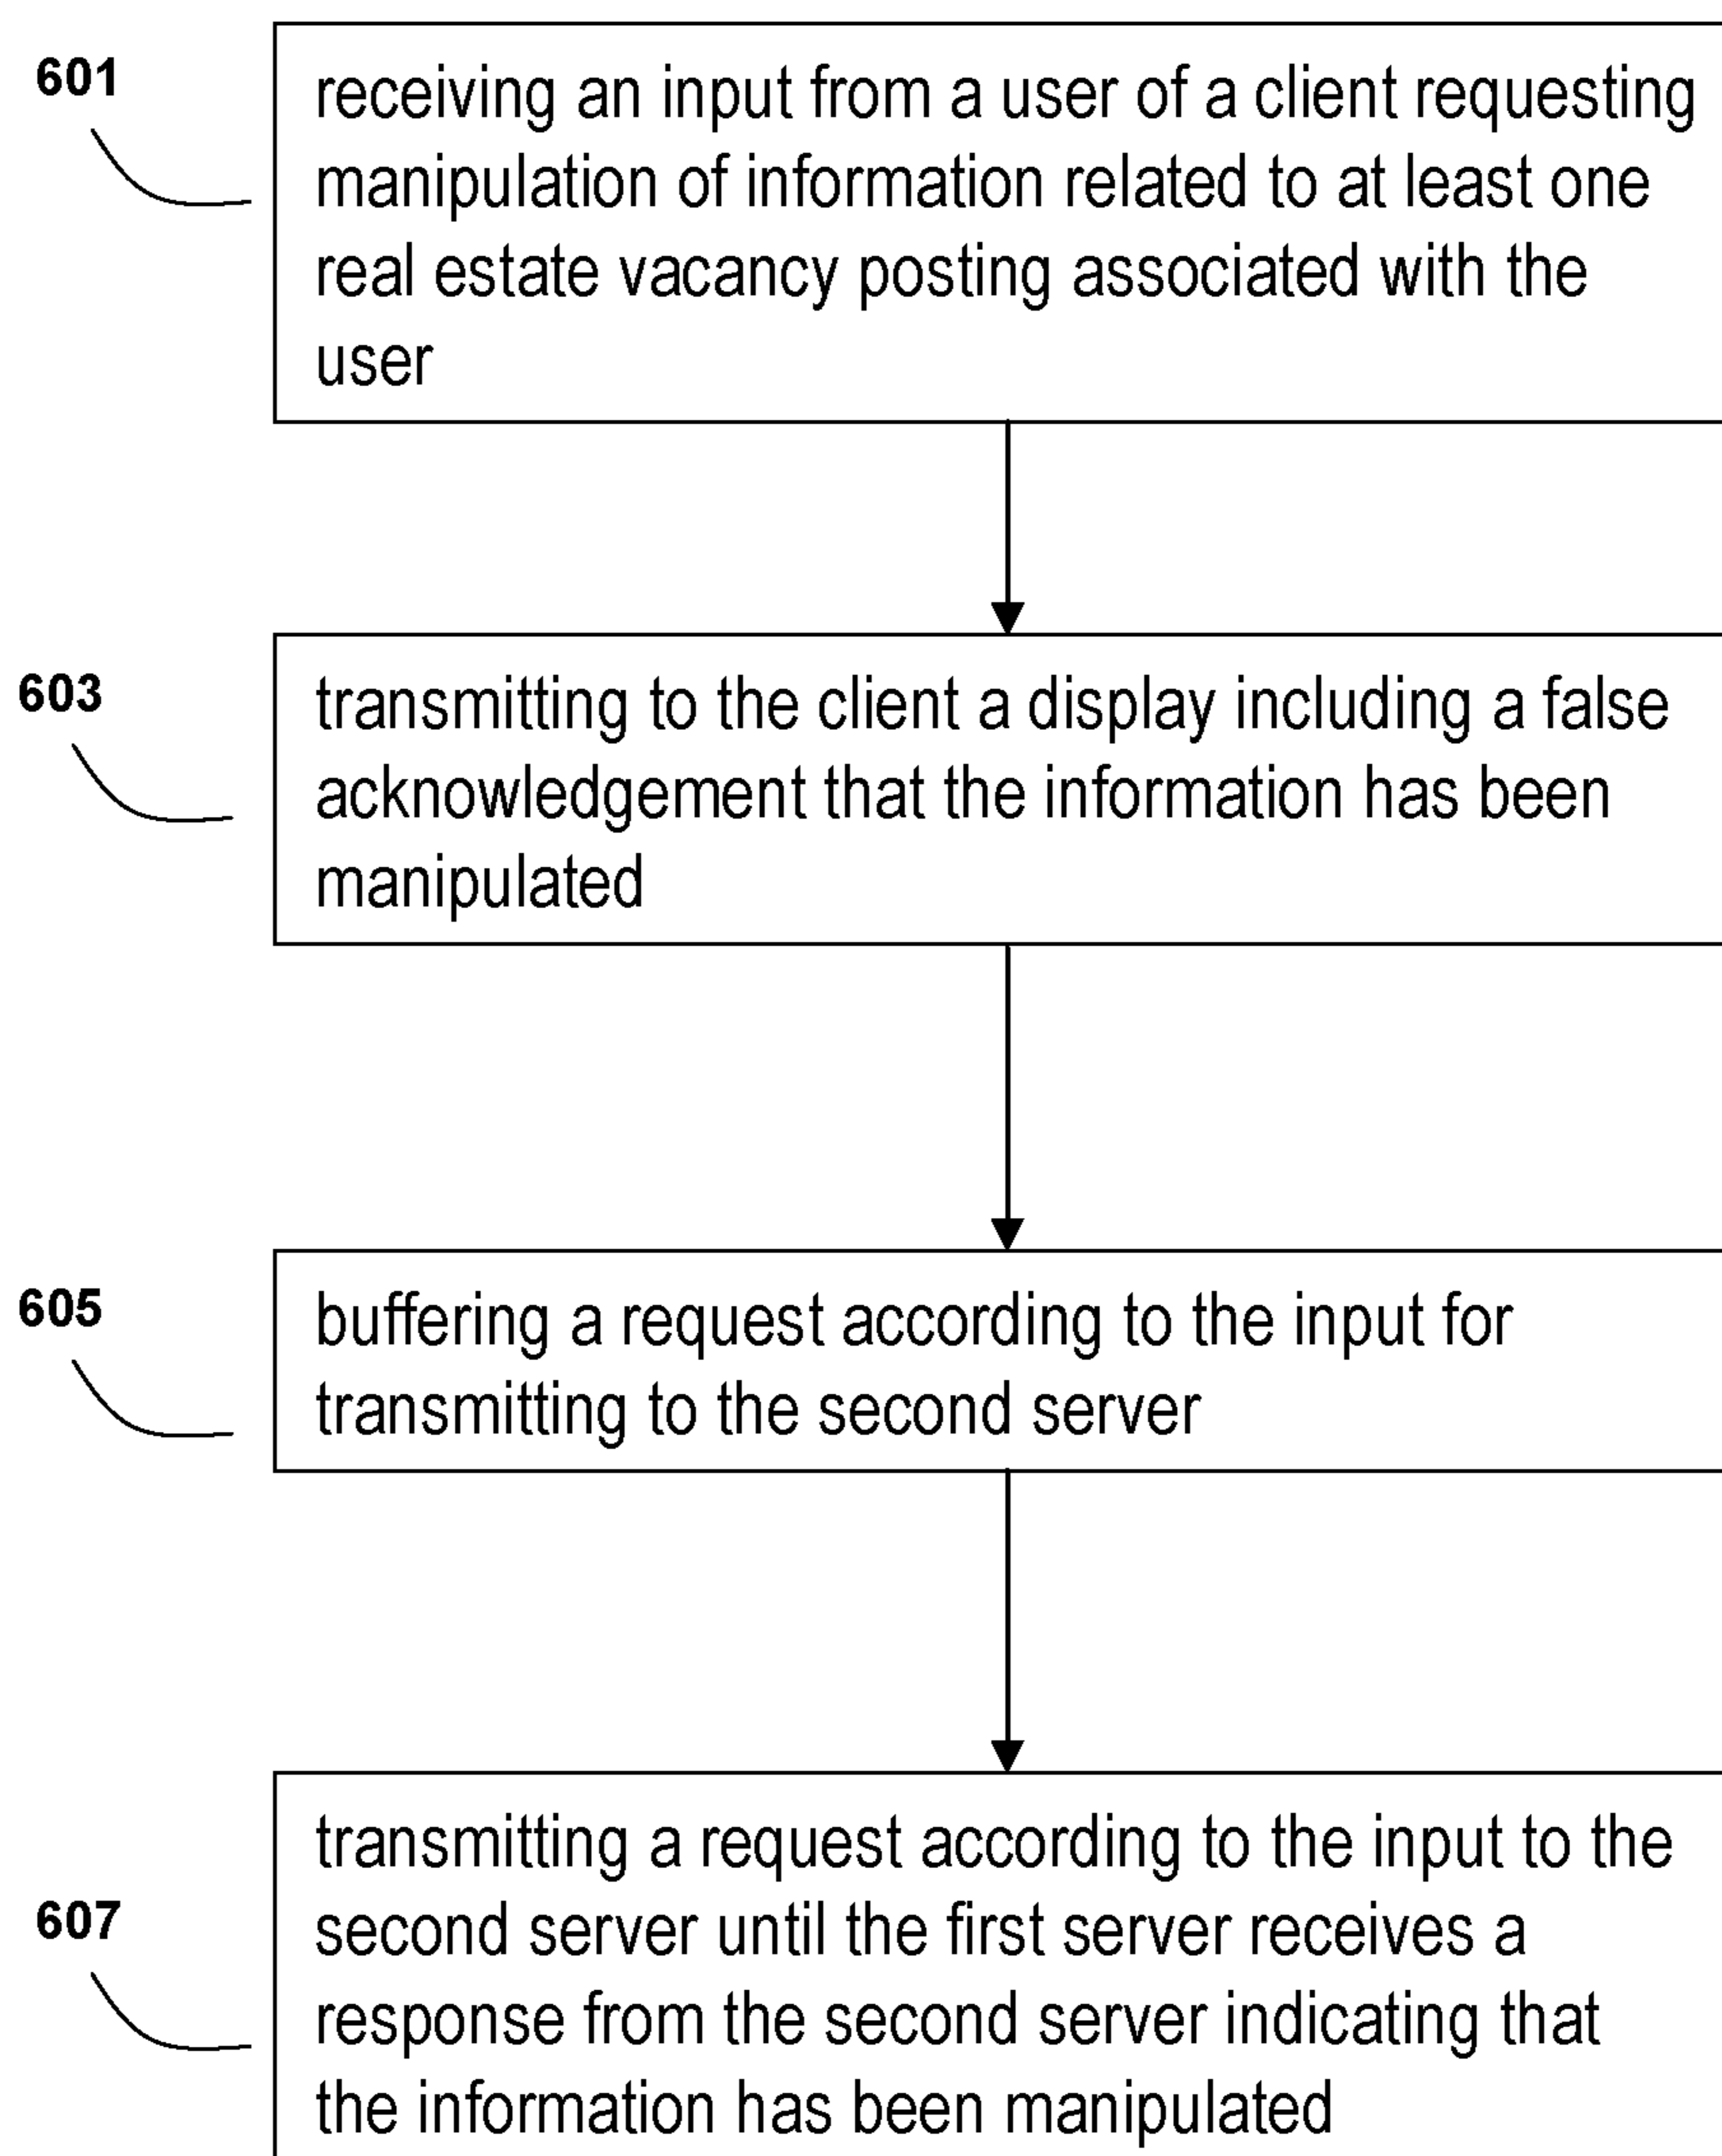 601
receiving an input from a user of a client requesting
manipulation of information related to at least one
real estate vacancy posting associated with the
user
603
transmitting to the client a display including a false
acknowledgement that the information has been
manipulated
605
buffering a request according to the input for
transmitting to the second server
607
transmitting a request according to the input to the
second server until the first server receives a
response from the second server indicating that
the information has been manipulated